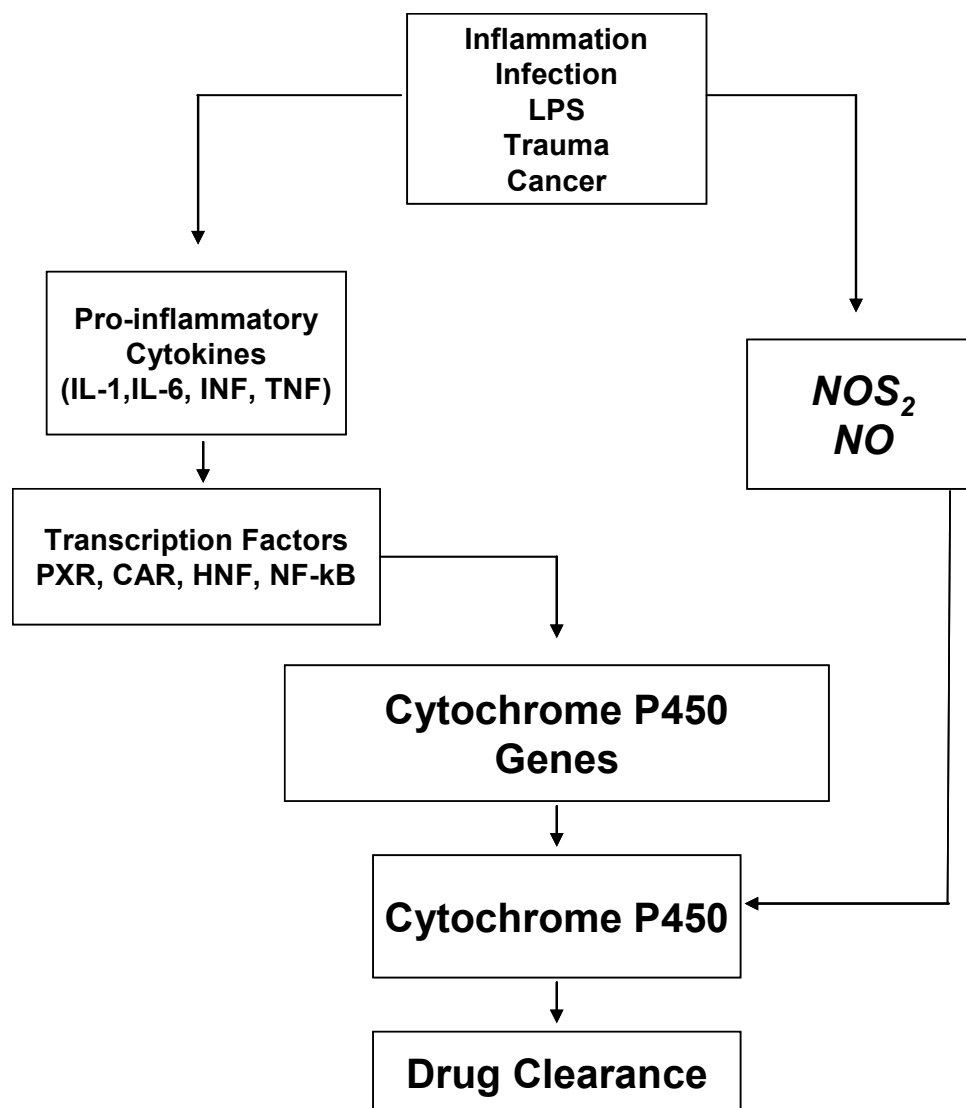 Inflammation
Infection
LPS
Trauma
Cancer
Pro-inflammatory
Cytokines
(IL-1,IL-6, INF, TNF)
NOS₂
NO
Transcription Factors
PXR, CAR, HNF, NF-kB
Cytochrome P450
Genes
Cytochrome P450
Drug Clearance